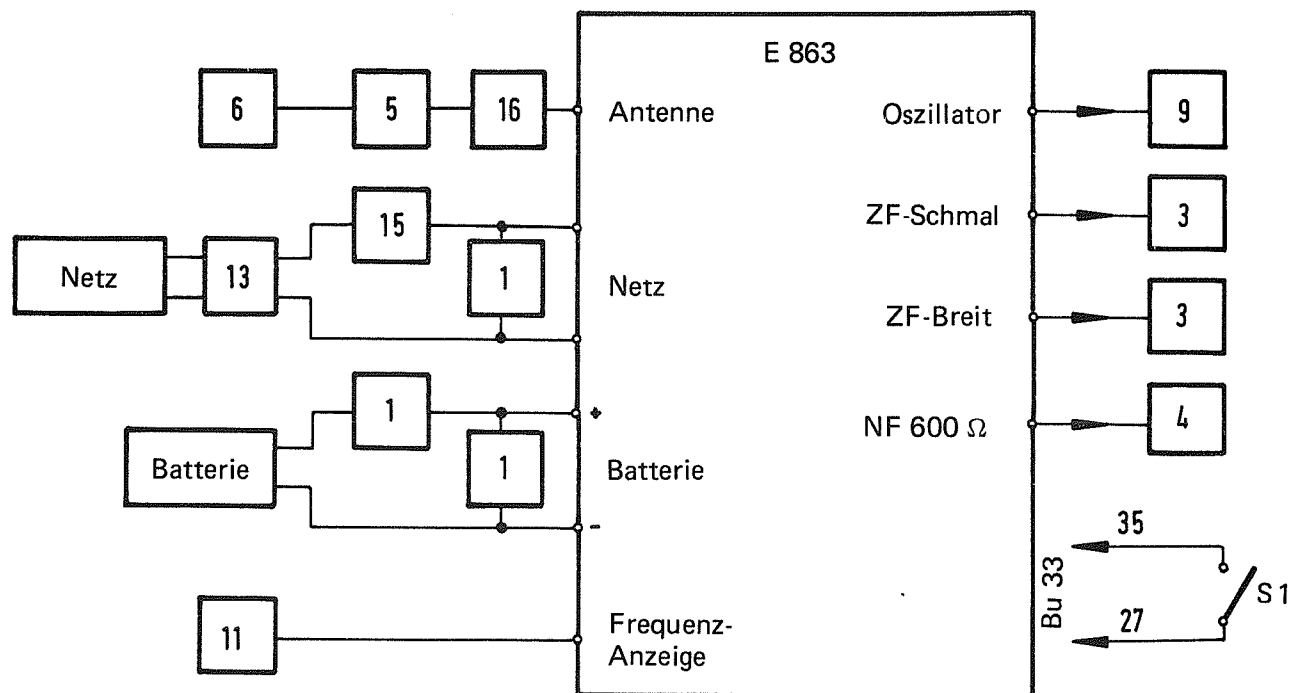 E 863
6
5
16
Antenne
Oszillator
9
15
ZF-Schmal
3
Netz
13
1
Netz
ZF-Breit
3
1
+
NF 600 Ω
4
Batterie
1
Batterie
-
35
Bu 33
S1
27
11
Frequenz-
Anzeige